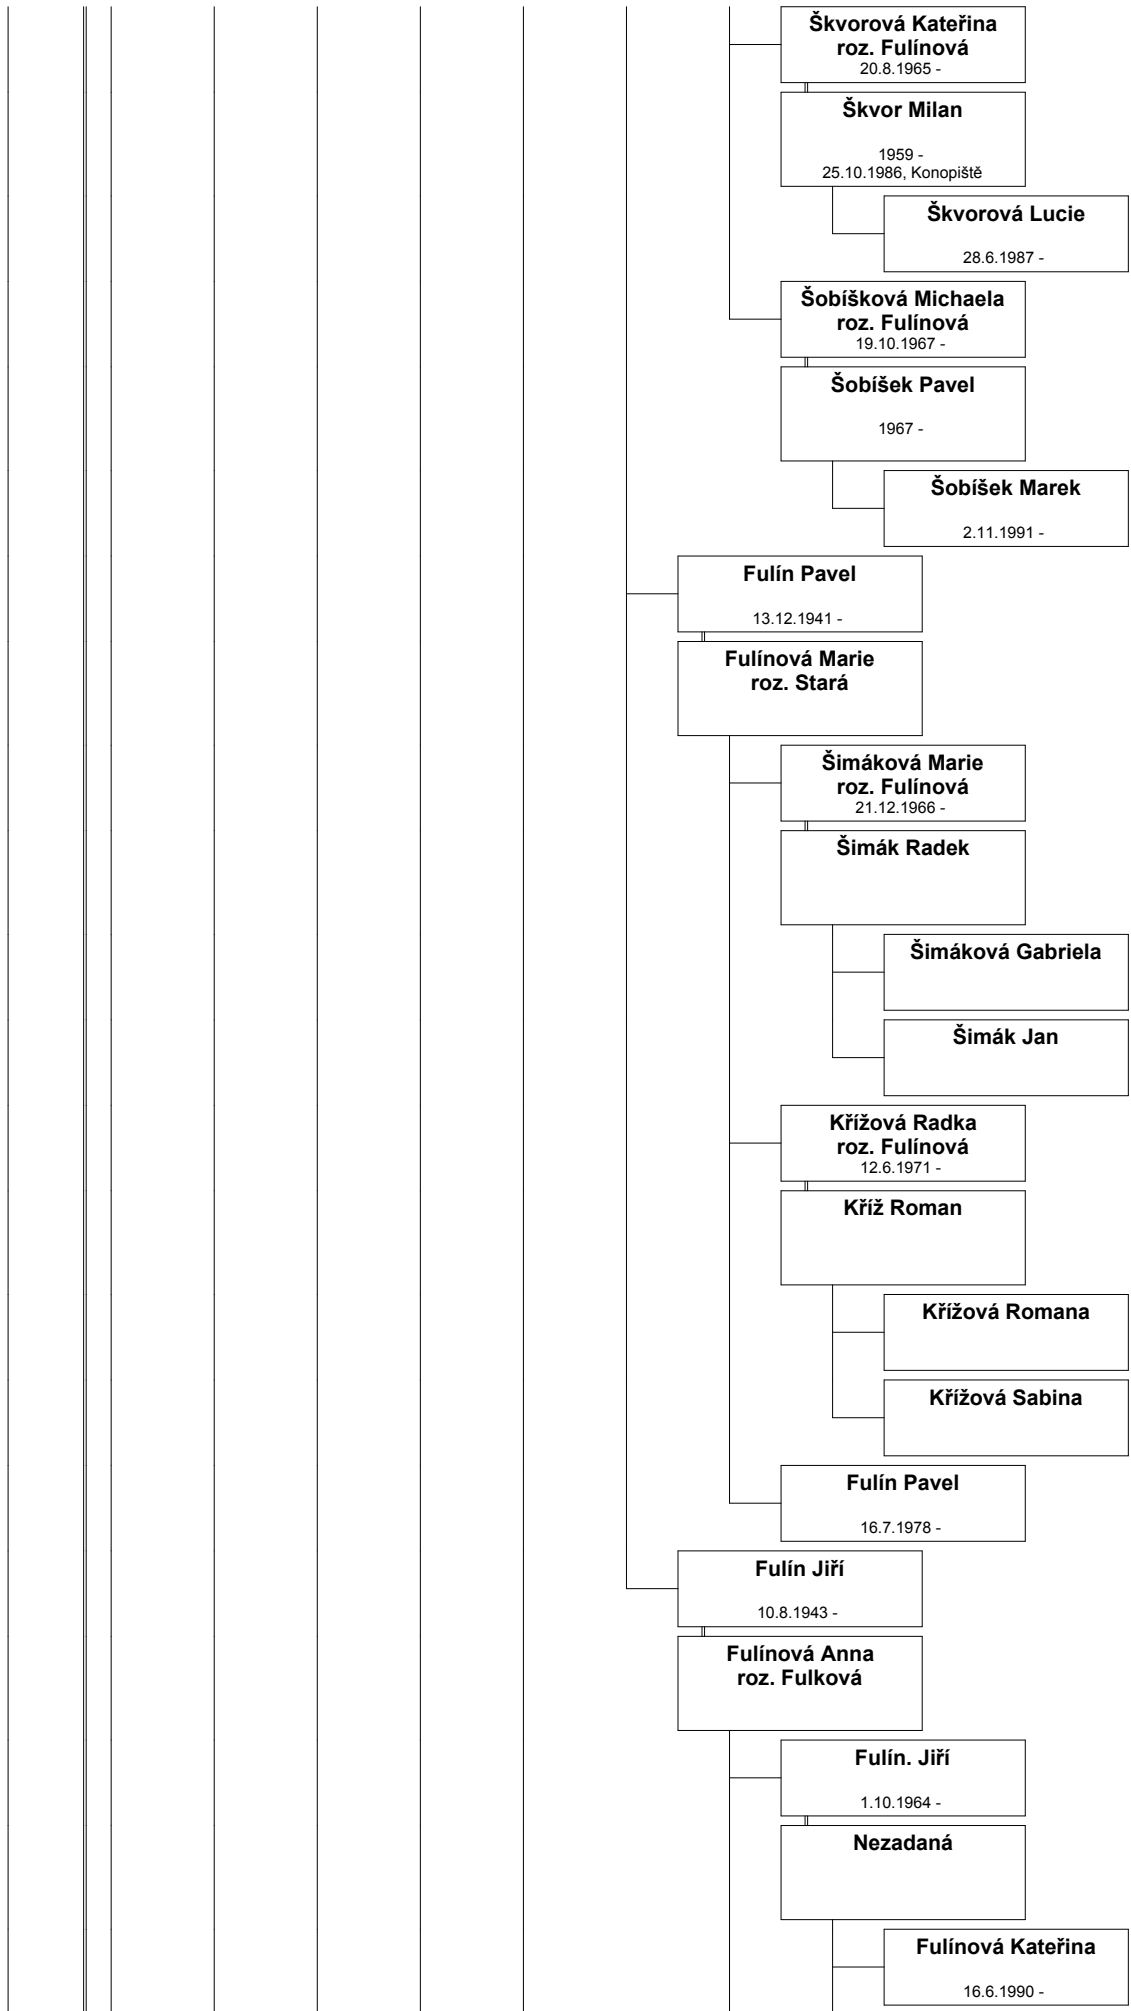 Škvorová Kateřina
roz. Fulínová
20.8.1965 -
Škvor Milan
1959 -
25.10.1986, Konopiště
Škvorová Lucie
28.6.1987 -
Šobíšková Michaela
roz. Fulínová
19.10.1967 -
Šobíšek Pavel
1967 -
Šobíšek Marek
2.11.1991 -
Fulín Pavel
13.12.1941 -
Fulínová Marie
roz. Stará
Šimáková Marie
roz. Fulínová
21.12.1966 -
Šimák Radek
Šimáková Gabriela
Šimák Jan
Křížová Radka
roz. Fulínová
12.6.1971 -
Kříž Roman
Křížová Romana
Křížová Sabina
Fulín Pavel
16.7.1978 -
Fulín Jiří
10.8.1943 -
Fulínová Anna
roz. Fulková
Fulín. Jiří
1.10.1964 -
Nezadaná
Fulínová Kateřina
16.6.1990 -